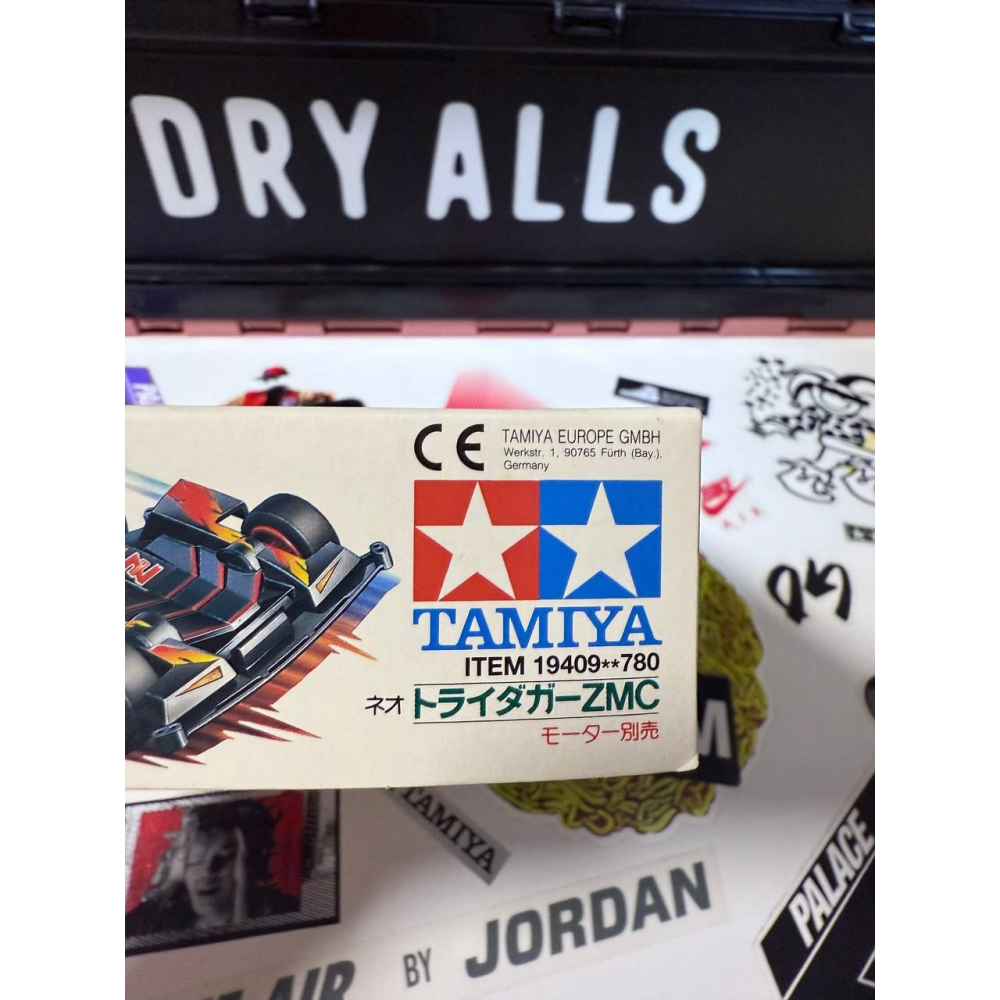 DRY ALLS
CE TAMIYA EUROPE GMBH
Werkstr. 1, 90765 Fürth (Bay.),
Germany
TAMIYA
ITEM 19409**780
ネオ トライダガーZMC
モーター別売
TAMIYA
PALACE
AIR BY JORDAN